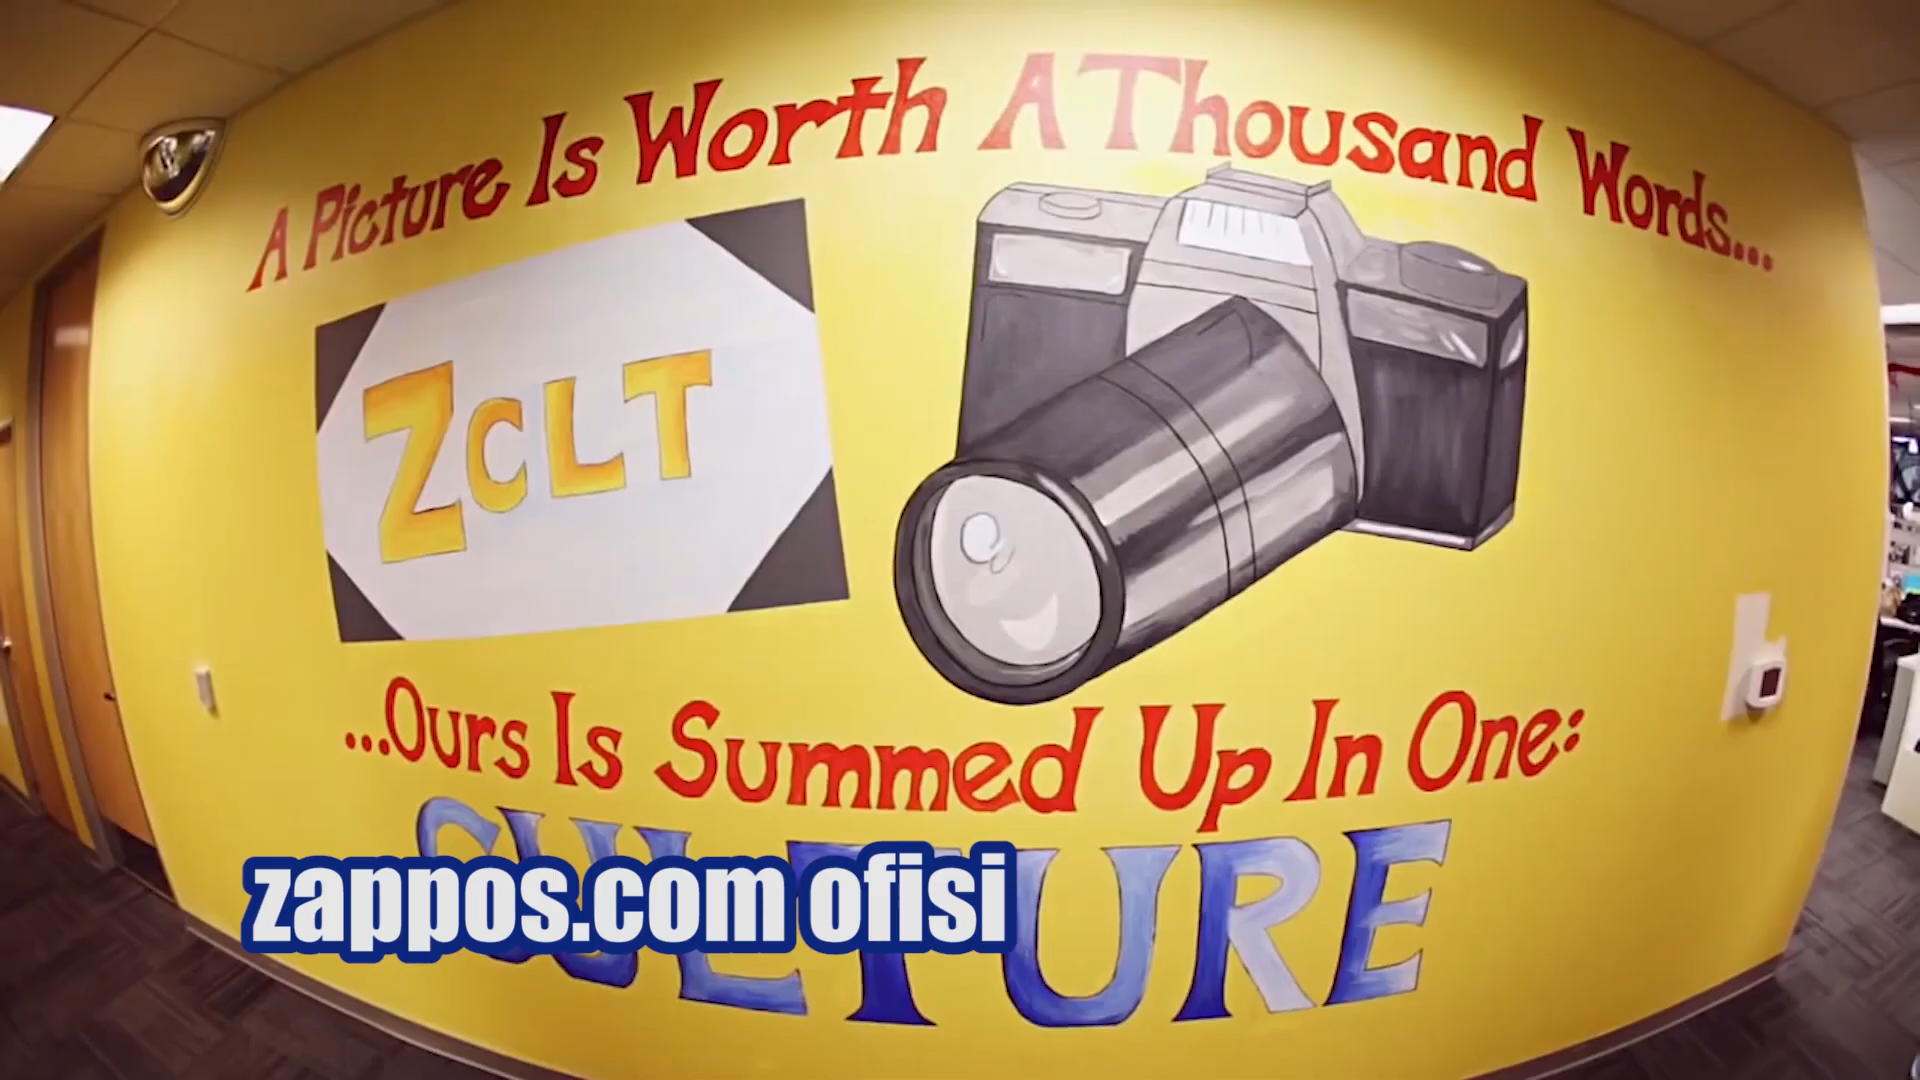 A Picture Is Worth A Thousand Words...
ZCLT
...Ours Is Summed Up In One:
CULTURE
zappos.com ofisi